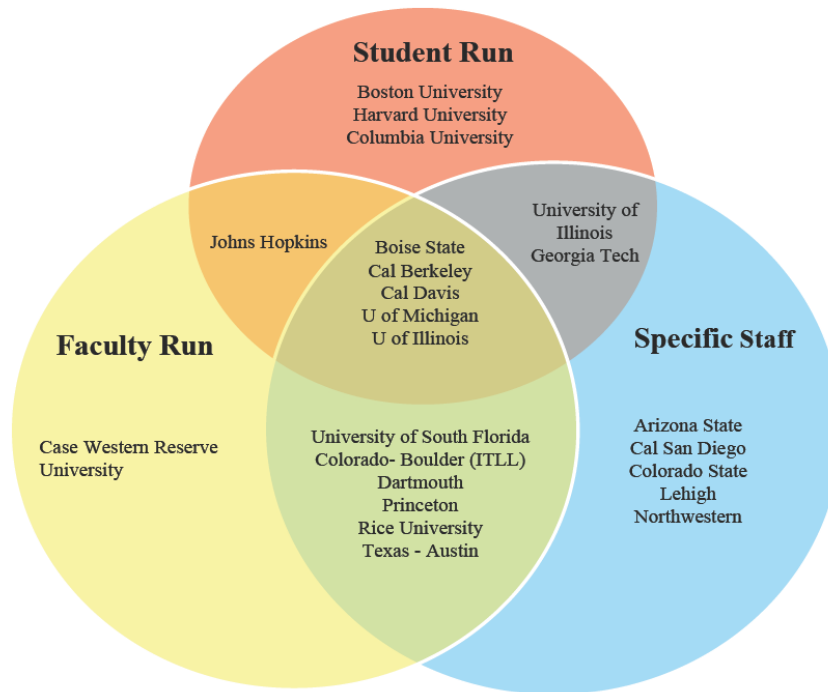 Student Run
Boston University
Harvard University
Columbia University
Johns Hopkins
Boise State
Cal Berkeley
Cal Davis
U of Michigan
U of Illinois
University of
Illinois
Georgia Tech
Faculty Run
Case Western Reserve
University
Specific Staff
Arizona State
Cal San Diego
Colorado State
Lehigh
Northwestern
University of South Florida
Colorado- Boulder (ITLL)
Dartmouth
Princeton
Rice University
Texas - Austin